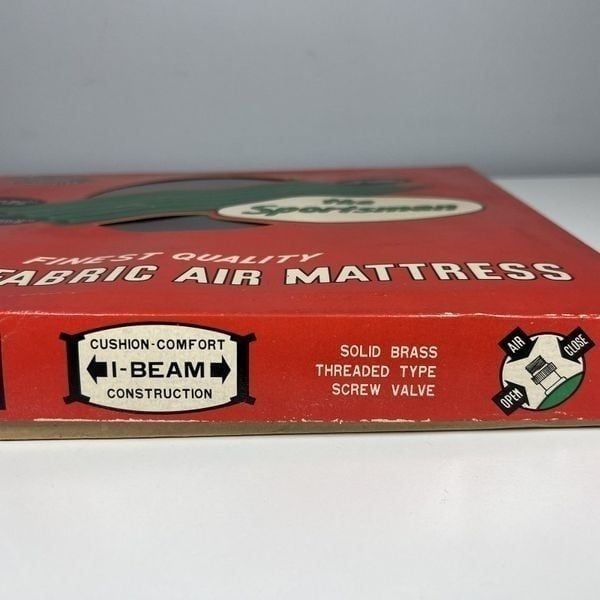 the
Sportsman
FINEST QUALITY
FABRIC AIR MATTRESS
CUSHION-COMFORT
I-BEAM
CONSTRUCTION
SOLID BRASS
THREADED TYPE
SCREW VALVE
AIR
CLOSE
OPEN